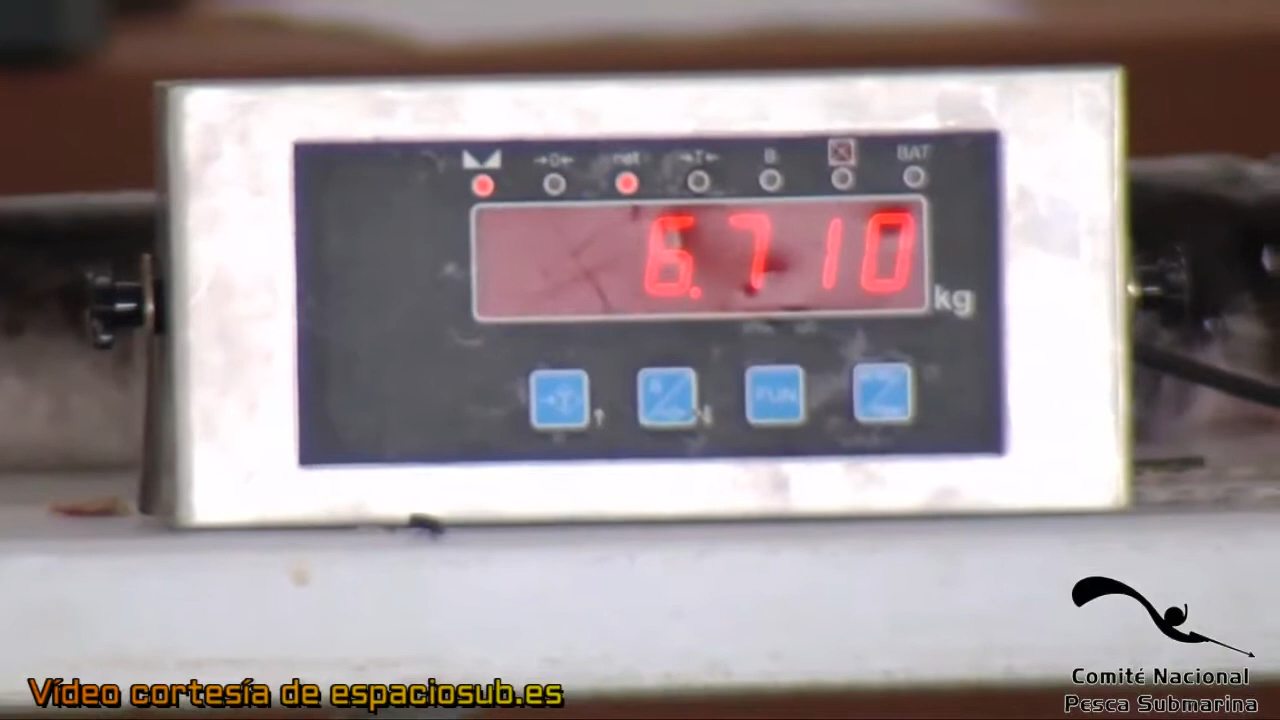 →0← net →T← B BAT
6.710
kg
FUN
Vídeo cortesía de espaciosub.es
Comité Nacional
Pesca Submarina